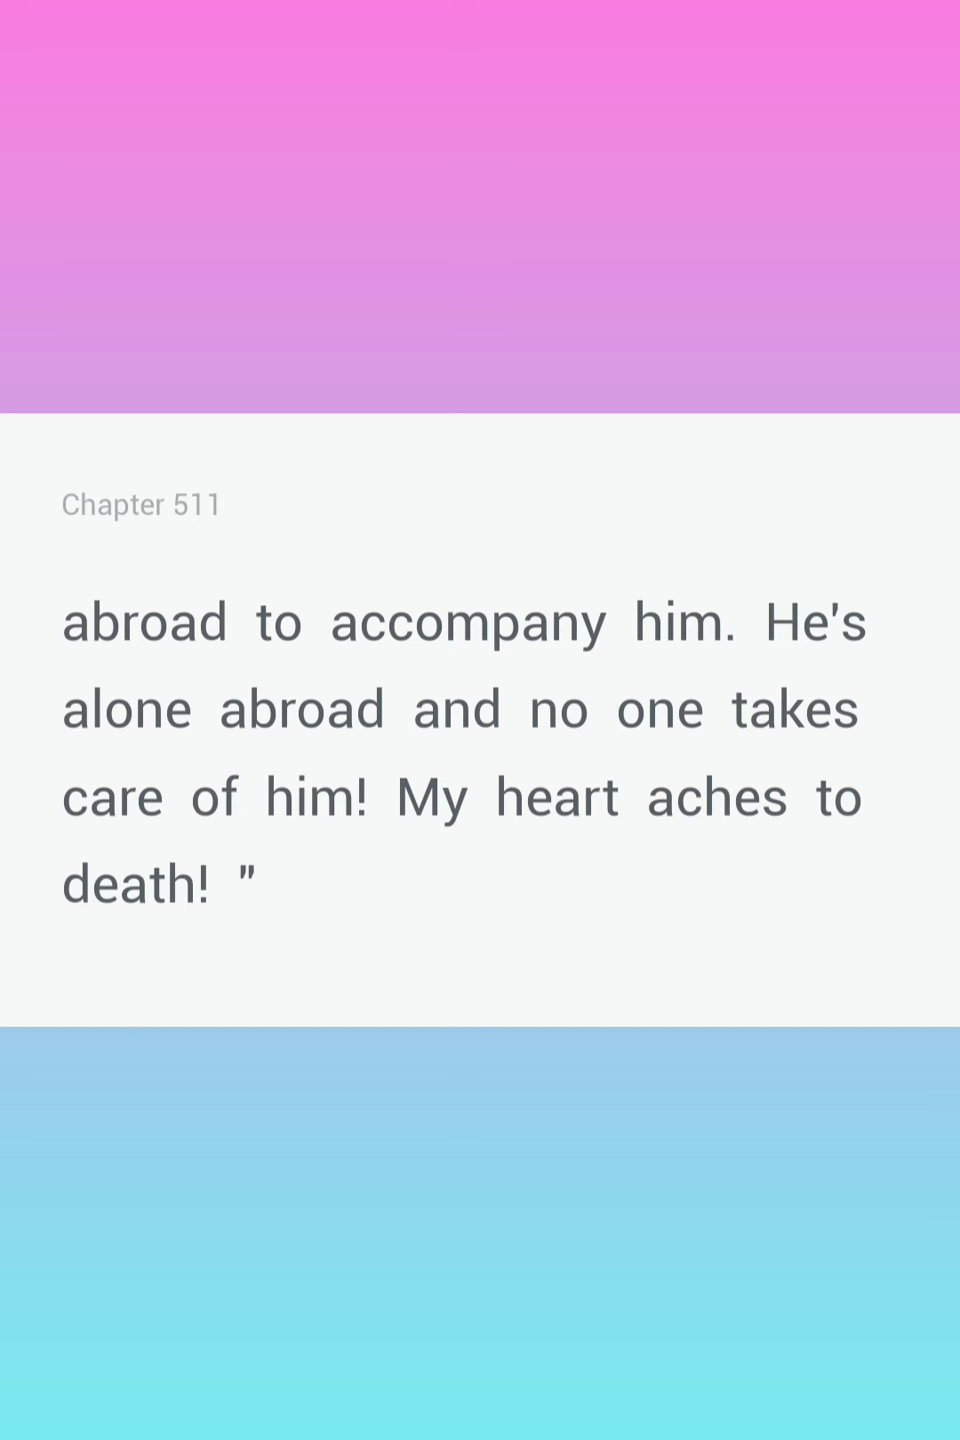 Chapter 511
abroad to accompany him. He's
alone abroad and no one takes
care of him! My heart aches to
death! "